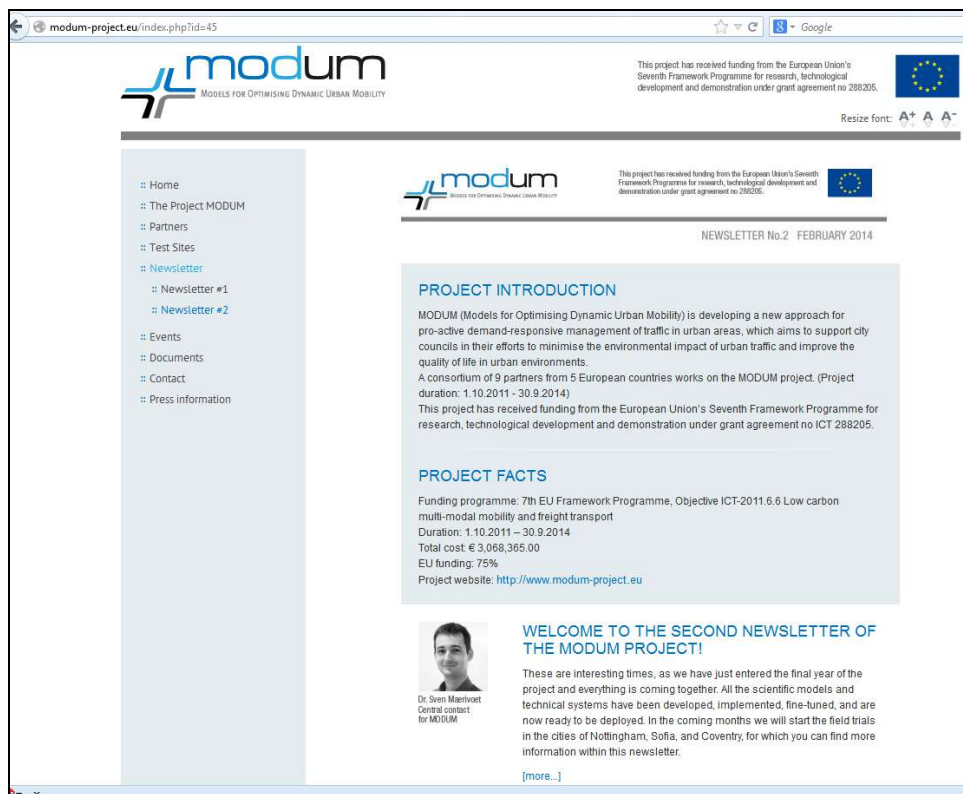 modum-project.eu/index.php?id=45
Google
modum
MODELS FOR OPTIMISING DYNAMIC URBAN MOBILITY
This project has received funding from the European Union's
Seventh Framework Programme for research, technological
development and demonstration under grant agreement no 288205.
Resize font: A+ A A-
:: Home
:: The Project MODUM
:: Partners
:: Test Sites
:: Newsletter
:: Newsletter #1
:: Newsletter #2
:: Events
:: Documents
:: Contact
:: Press information
modum
MODELS FOR OPTIMISING DYNAMIC URBAN MOBILITY
This project has received funding from the European Union's Seventh
Framework Programme for research, technological development and
demonstration under grant agreement no 288205.
NEWSLETTER No.2 FEBRUARY 2014
PROJECT INTRODUCTION
MODUM (Models for Optimising Dynamic Urban Mobility) is developing a new approach for
pro-active demand-responsive management of traffic in urban areas, which aims to support city
councils in their efforts to minimise the environmental impact of urban traffic and improve the
quality of life in urban environments.
A consortium of 9 partners from 5 European countries works on the MODUM project. (Project
duration: 1.10.2011 - 30.9.2014)
This project has received funding from the European Union's Seventh Framework Programme for
research, technological development and demonstration under grant agreement no ICT 288205.
PROJECT FACTS
Funding programme: 7th EU Framework Programme, Objective ICT-2011.6.6 Low carbon
multi-modal mobility and freight transport
Duration: 1.10.2011 – 30.9.2014
Total cost: € 3,068,365.00
EU funding: 75%
Project website: http://www.modum-project.eu
Dr. Sven Maerivoet
Central contact
for MODUM
WELCOME TO THE SECOND NEWSLETTER OF
THE MODUM PROJECT!
These are interesting times, as we have just entered the final year of the
project and everything is coming together. All the scientific models and
technical systems have been developed, implemented, fine-tuned, and are
now ready to be deployed. In the coming months we will start the field trials
in the cities of Nottingham, Sofia, and Coventry, for which you can find more
information within this newsletter.
[more...]